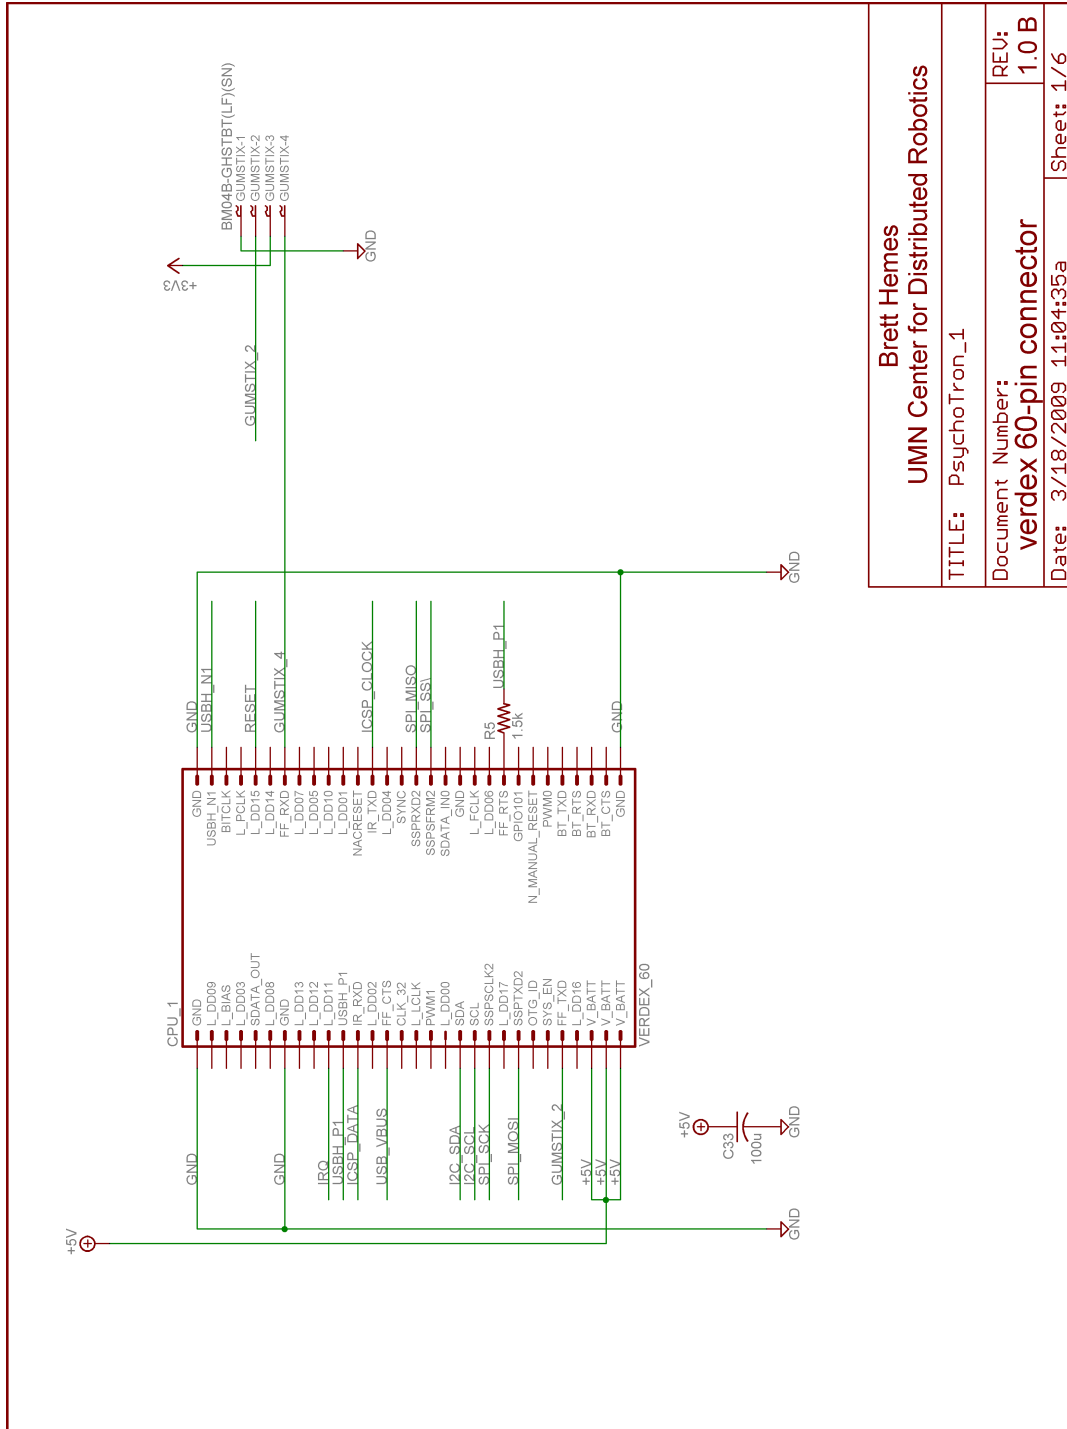 +5V
CPU_1
GND
GND
IRQ
USBH_P1
ICSP_DATA
USB_VBUS
I2C_SDA
I2C_SCL
SPI_SCK
SPI_MOSI
GUMSTIX_2
+5V
+5V
+5V
GND
L_DD09
L_BIAS
L_DD03
SDATA_OUT
L_DD08
GND
L_DD13
L_DD12
L_DD11
USBH_P1
IR_RXD
L_DD02
FF_CTS
CLK_32
L_LCLK
PWM1
L_DD00
SDA
SCL
SSPSCLK2
L_DD17
SSPTXD2
OTG_ID
SYS_EN
FF_TXD
L_DD16
V_BATT
V_BATT
V_BATT
GND
USBH_N1
BITCLK
L_PCLK
L_DD15
L_DD14
FF_RXD
L_DD07
L_DD05
L_DD10
L_DD01
NACRESET
IR_TXD
L_DD04
SYNC
SSPRXD2
SSPSFRM2
SDATA_IN0
GND
L_FCLK
L_DD06
FF_RTS
GPIO101
N_MANUAL_RESET
PWM0
BT_TXD
BT_RTS
BT_RXD
BT_CTS
GND
VERDEX_60
GND
USBH_N1
RESET
GUMSTIX_4
ICSP_CLOCK
SPI_MISO
SPI_SS\
R5
1.5k
USBH_P1
GND
+3V3
GUMSTIX_2
BM04B-GHSTBT(LF)(SN)
GUMSTIX-1
GUMSTIX-2
GUMSTIX-3
GUMSTIX-4
GND
+5V
C33
100u
GND
GND
GND
Brett Hemes
UMN Center for Distributed Robotics
TITLE: PsychoTron_1
Document Number:
verdex 60-pin connector
REV:
1.0 B
Date: 3/18/2009 11:04:35a
Sheet: 1/6